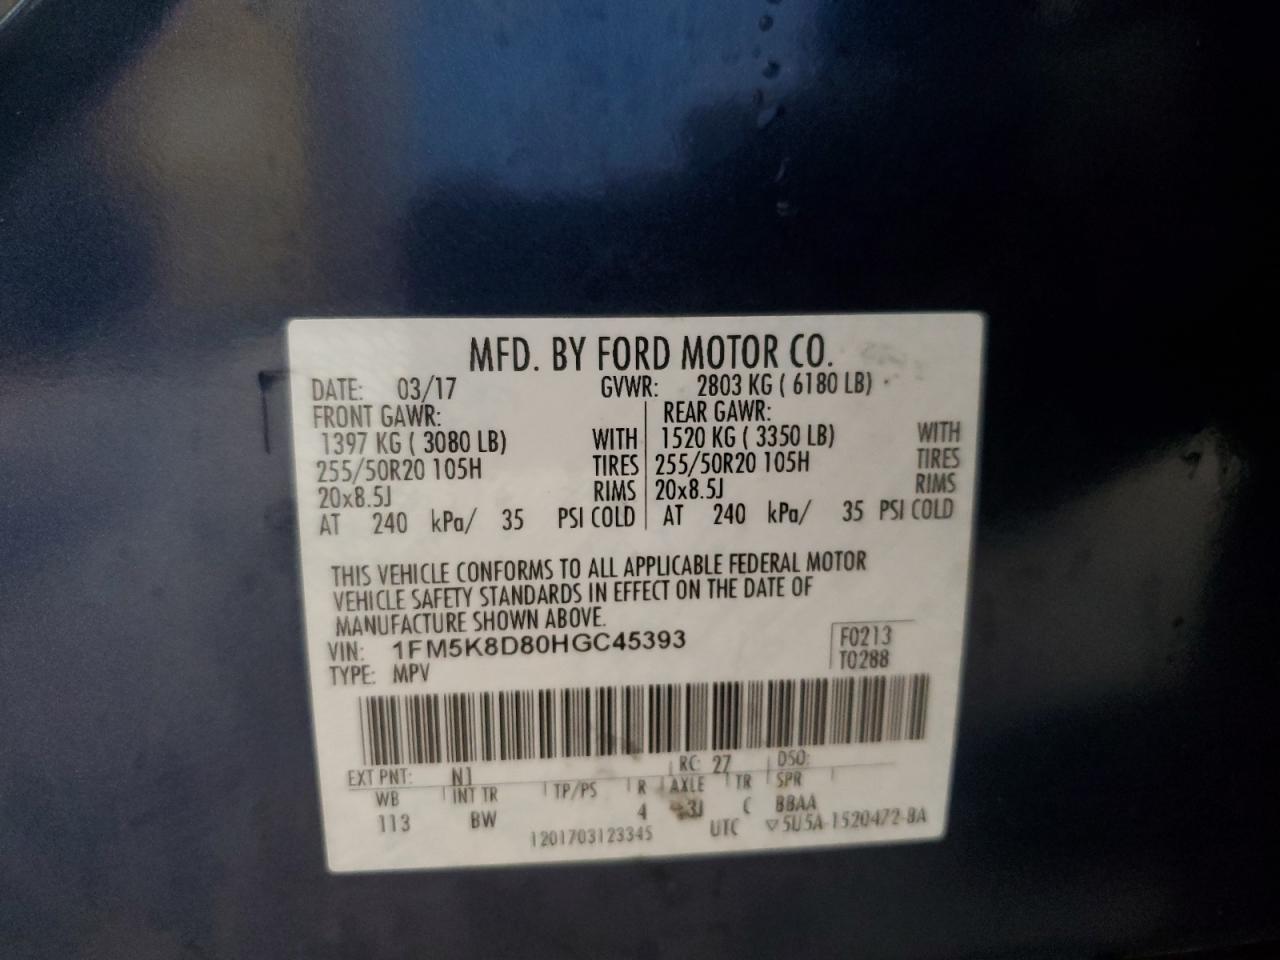 MFD. BY FORD MOTOR CO.
DATE: 03/17 GVWR: 2803 KG ( 6180 LB)
FRONT GAWR: REAR GAWR:
1397 KG ( 3080 LB) WITH 1520 KG ( 3350 LB) WITH
255/50R20 105H TIRES 255/50R20 105H TIRES
20x8.5J RIMS 20x8.5J RIMS
AT 240 kPa/ 35 PSI COLD AT 240 kPa/ 35 PSI COLD
THIS VEHICLE CONFORMS TO ALL APPLICABLE FEDERAL MOTOR
VEHICLE SAFETY STANDARDS IN EFFECT ON THE DATE OF
MANUFACTURE SHOWN ABOVE.
VIN: 1FM5K8D80HGC45393 F0213
TYPE: MPV T0288
EXT PNT: N1 RC: 27 DSO:
WB INT TR TP/PS R AXLE TR SPR
113 BW 4 3J C BBAA
1201703123345 UTC ▽5U5A-1520472-BA